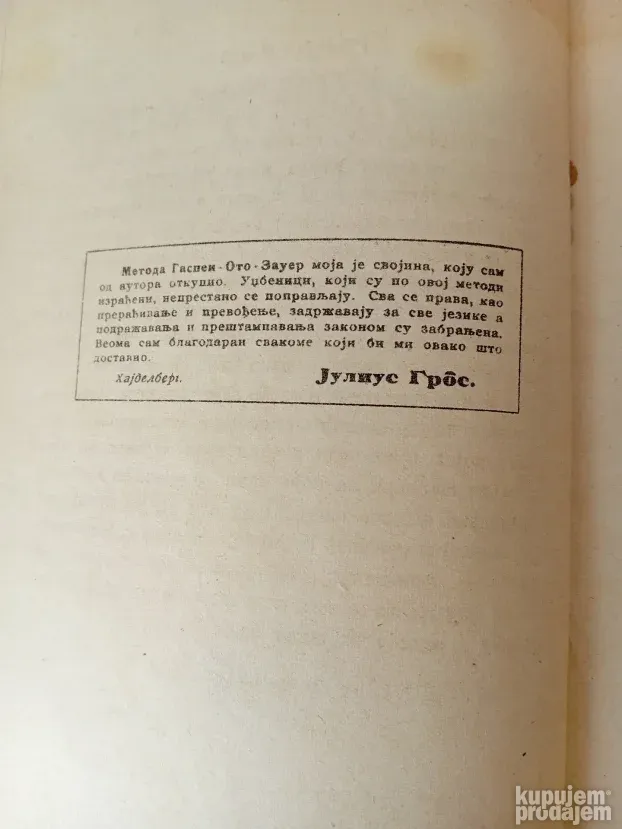 Метода Гаспеи-Ото-Зауер моја је својина, коју сам
од аутора откупио. Уџбеници, који су по овој методи
израђени, непрестано се поправљају. Сва се права, као
прерађивање и превођење, задржавају за све језике а
подражавања и прештампавања законом су забрањена.
Веома сам благодаран свакоме који би ми овако што
доставио.
Хајделберг. Јулиус Грôс.
kupujem
prodajem